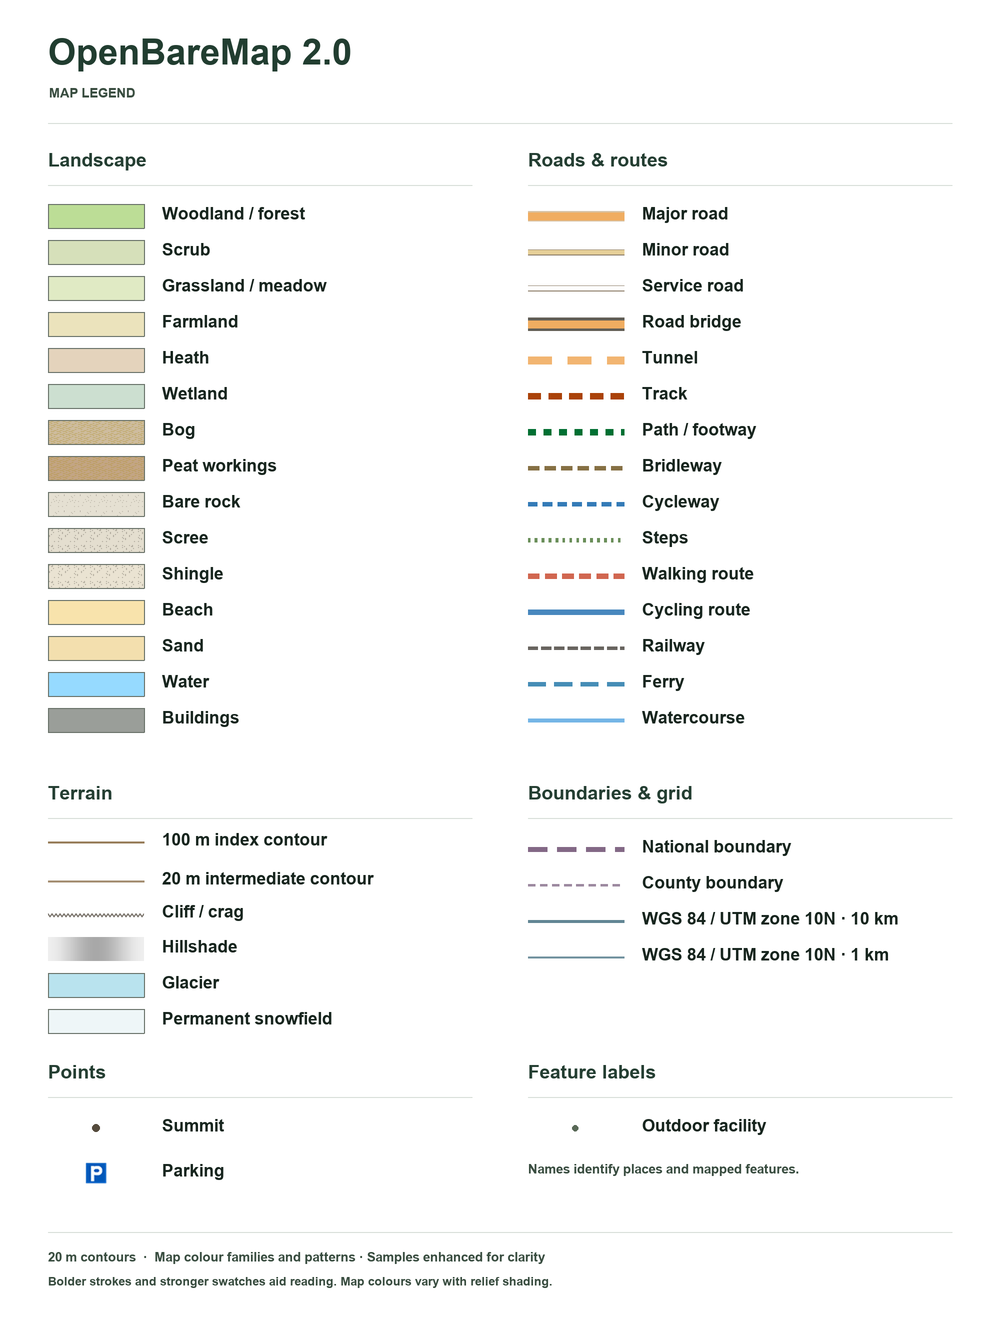 OpenBareMap 2.0
MAP LEGEND
Landscape
Woodland / forest
Scrub
Grassland / meadow
Farmland
Heath
Wetland
Bog
Peat workings
Bare rock
Scree
Shingle
Beach
Sand
Water
Buildings
Roads & routes
Major road
Minor road
Service road
Road bridge
Tunnel
Track
Path / footway
Bridleway
Cycleway
Steps
Walking route
Cycling route
Railway
Ferry
Watercourse
Terrain
100 m index contour
20 m intermediate contour
Cliff / crag
Hillshade
Glacier
Permanent snowfield
Boundaries & grid
National boundary
County boundary
WGS 84 / UTM zone 10N · 10 km
WGS 84 / UTM zone 10N · 1 km
Points
Summit
P
Parking
Feature labels
Outdoor facility
Names identify places and mapped features.
20 m contours · Map colour families and patterns · Samples enhanced for clarity
Bolder strokes and stronger swatches aid reading. Map colours vary with relief shading.